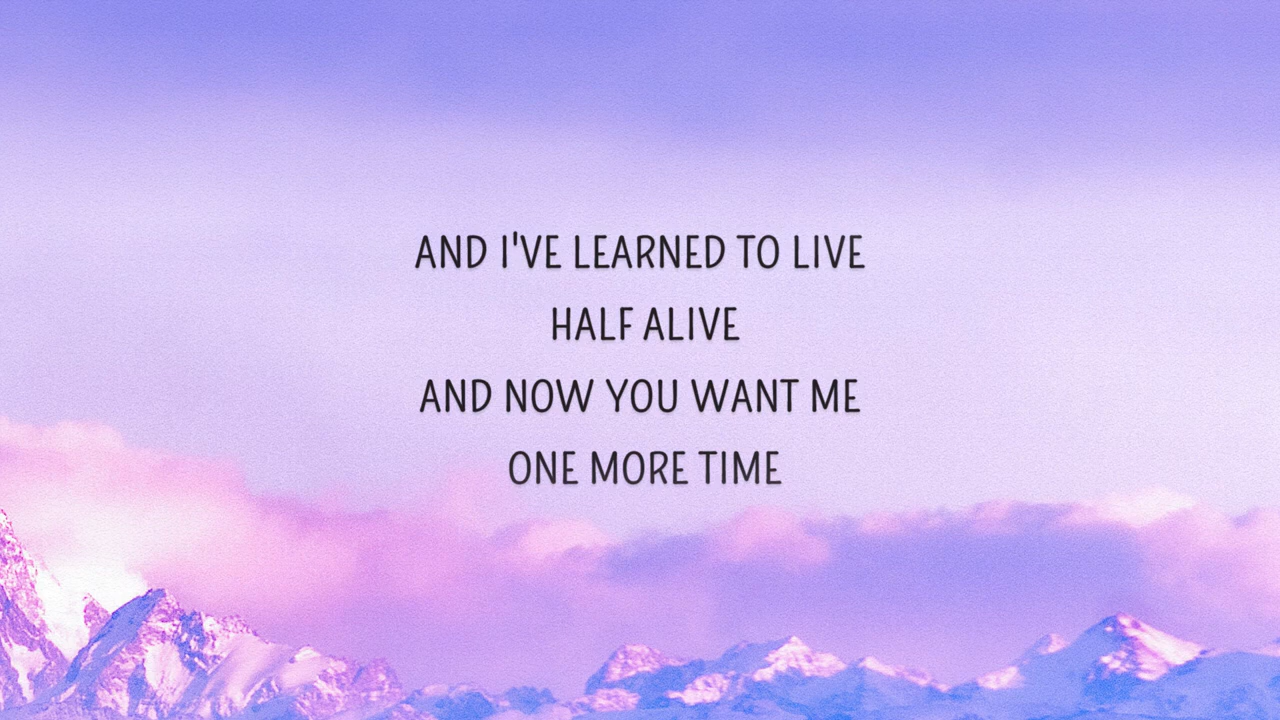 AND I'VE LEARNED TO LIVE
HALF ALIVE
AND NOW YOU WANT ME
ONE MORE TIME